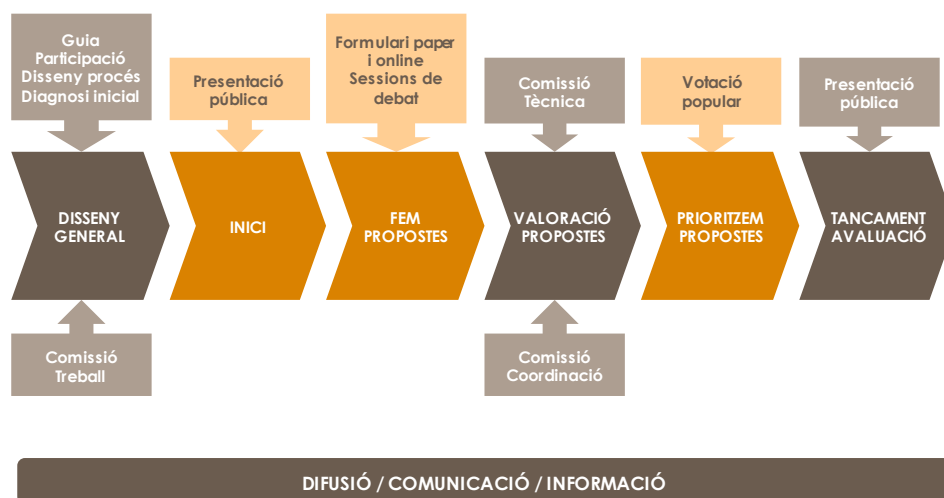 Guia
Participació
Disseny procés
Diagnosi inicial
Presentació
pública
Formulari paper
i online
Sessions de
debat
Comissió
Tècnica
Votació
popular
Presentació
pública
DISSENY
GENERAL
INICI
FEM
PROPOSTES
VALORACIÓ
PROPOSTES
PRIORITZEM
PROPOSTES
TANCAMENT
AVALUACIÓ
Comissió
Treball
Comissió
Coordinació
DIFUSIÓ / COMUNICACIÓ / INFORMACIÓ